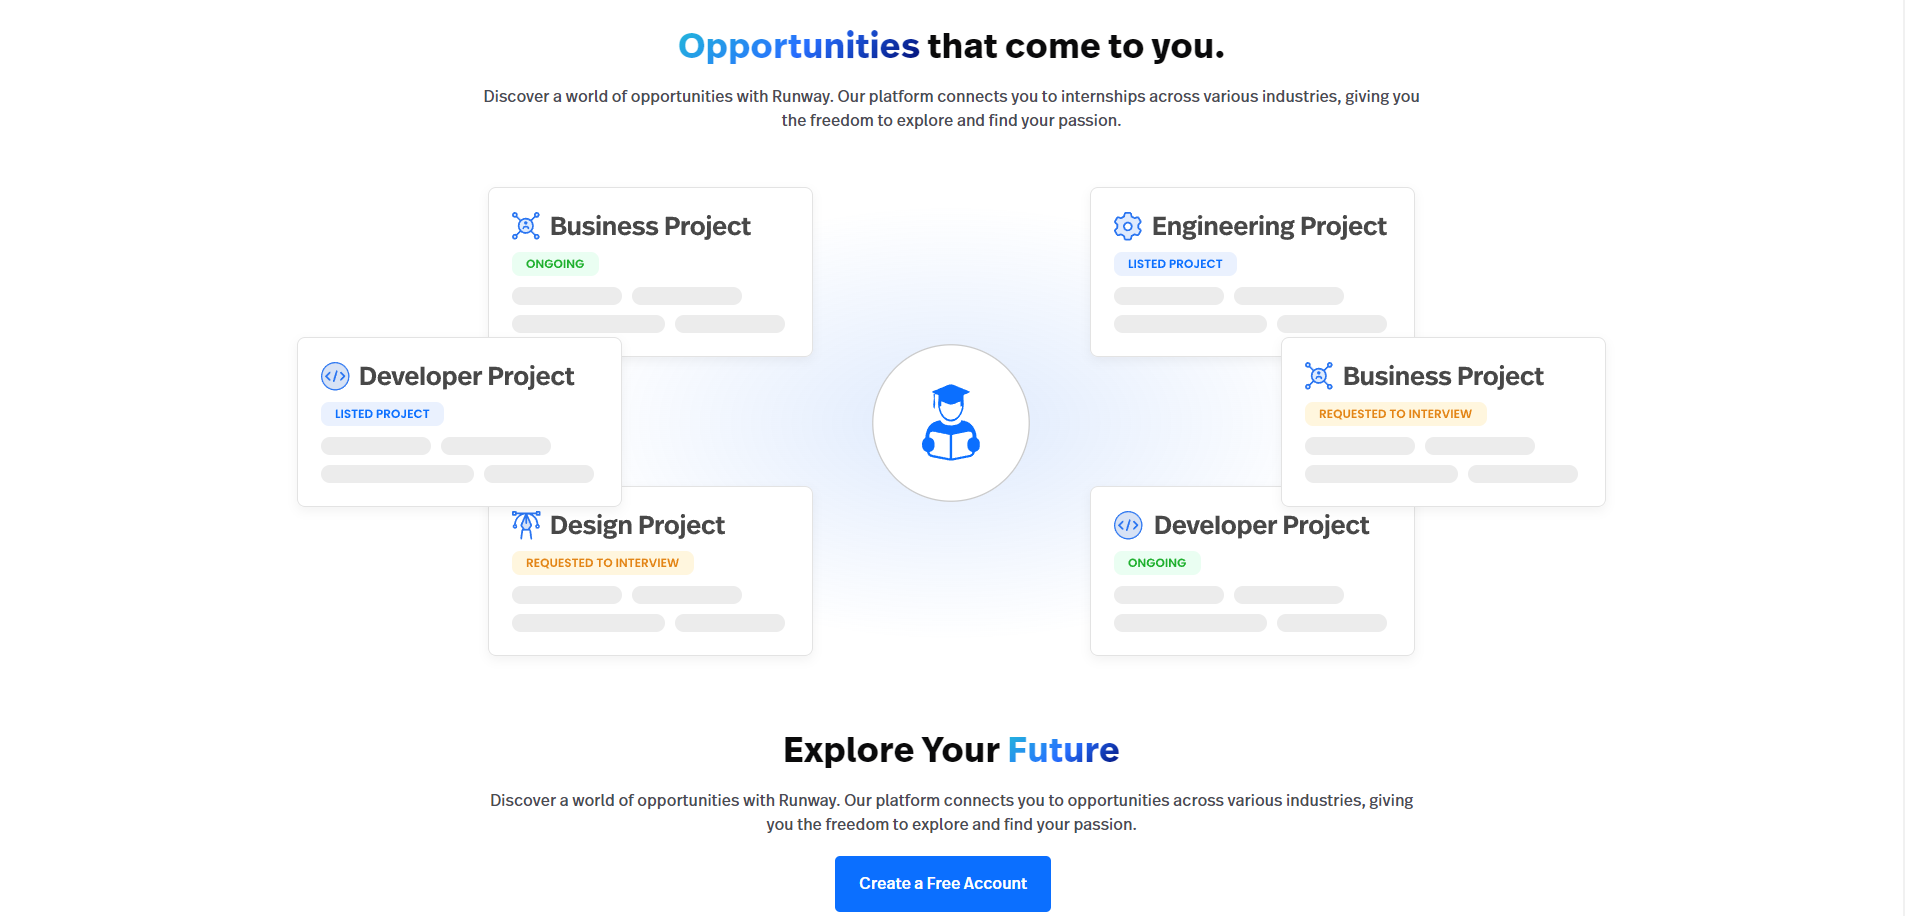 Opportunities that come to you.
Discover a world of opportunities with Runway. Our platform connects you to internships across various industries, giving you
the freedom to explore and find your passion.
Business Project
ONGOING
Engineering Project
LISTED PROJECT
Developer Project
LISTED PROJECT
Business Project
REQUESTED TO INTERVIEW
Design Project
REQUESTED TO INTERVIEW
Developer Project
ONGOING
Explore Your Future
Discover a world of opportunities with Runway. Our platform connects you to opportunities across various industries, giving
you the freedom to explore and find your passion.
Create a Free Account